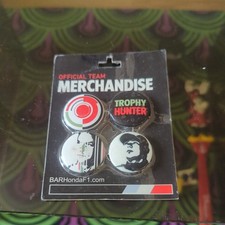 OFFICIAL TEAM
MERCHANDISE
TROPHY
HUNTER
BARHondaF1.com